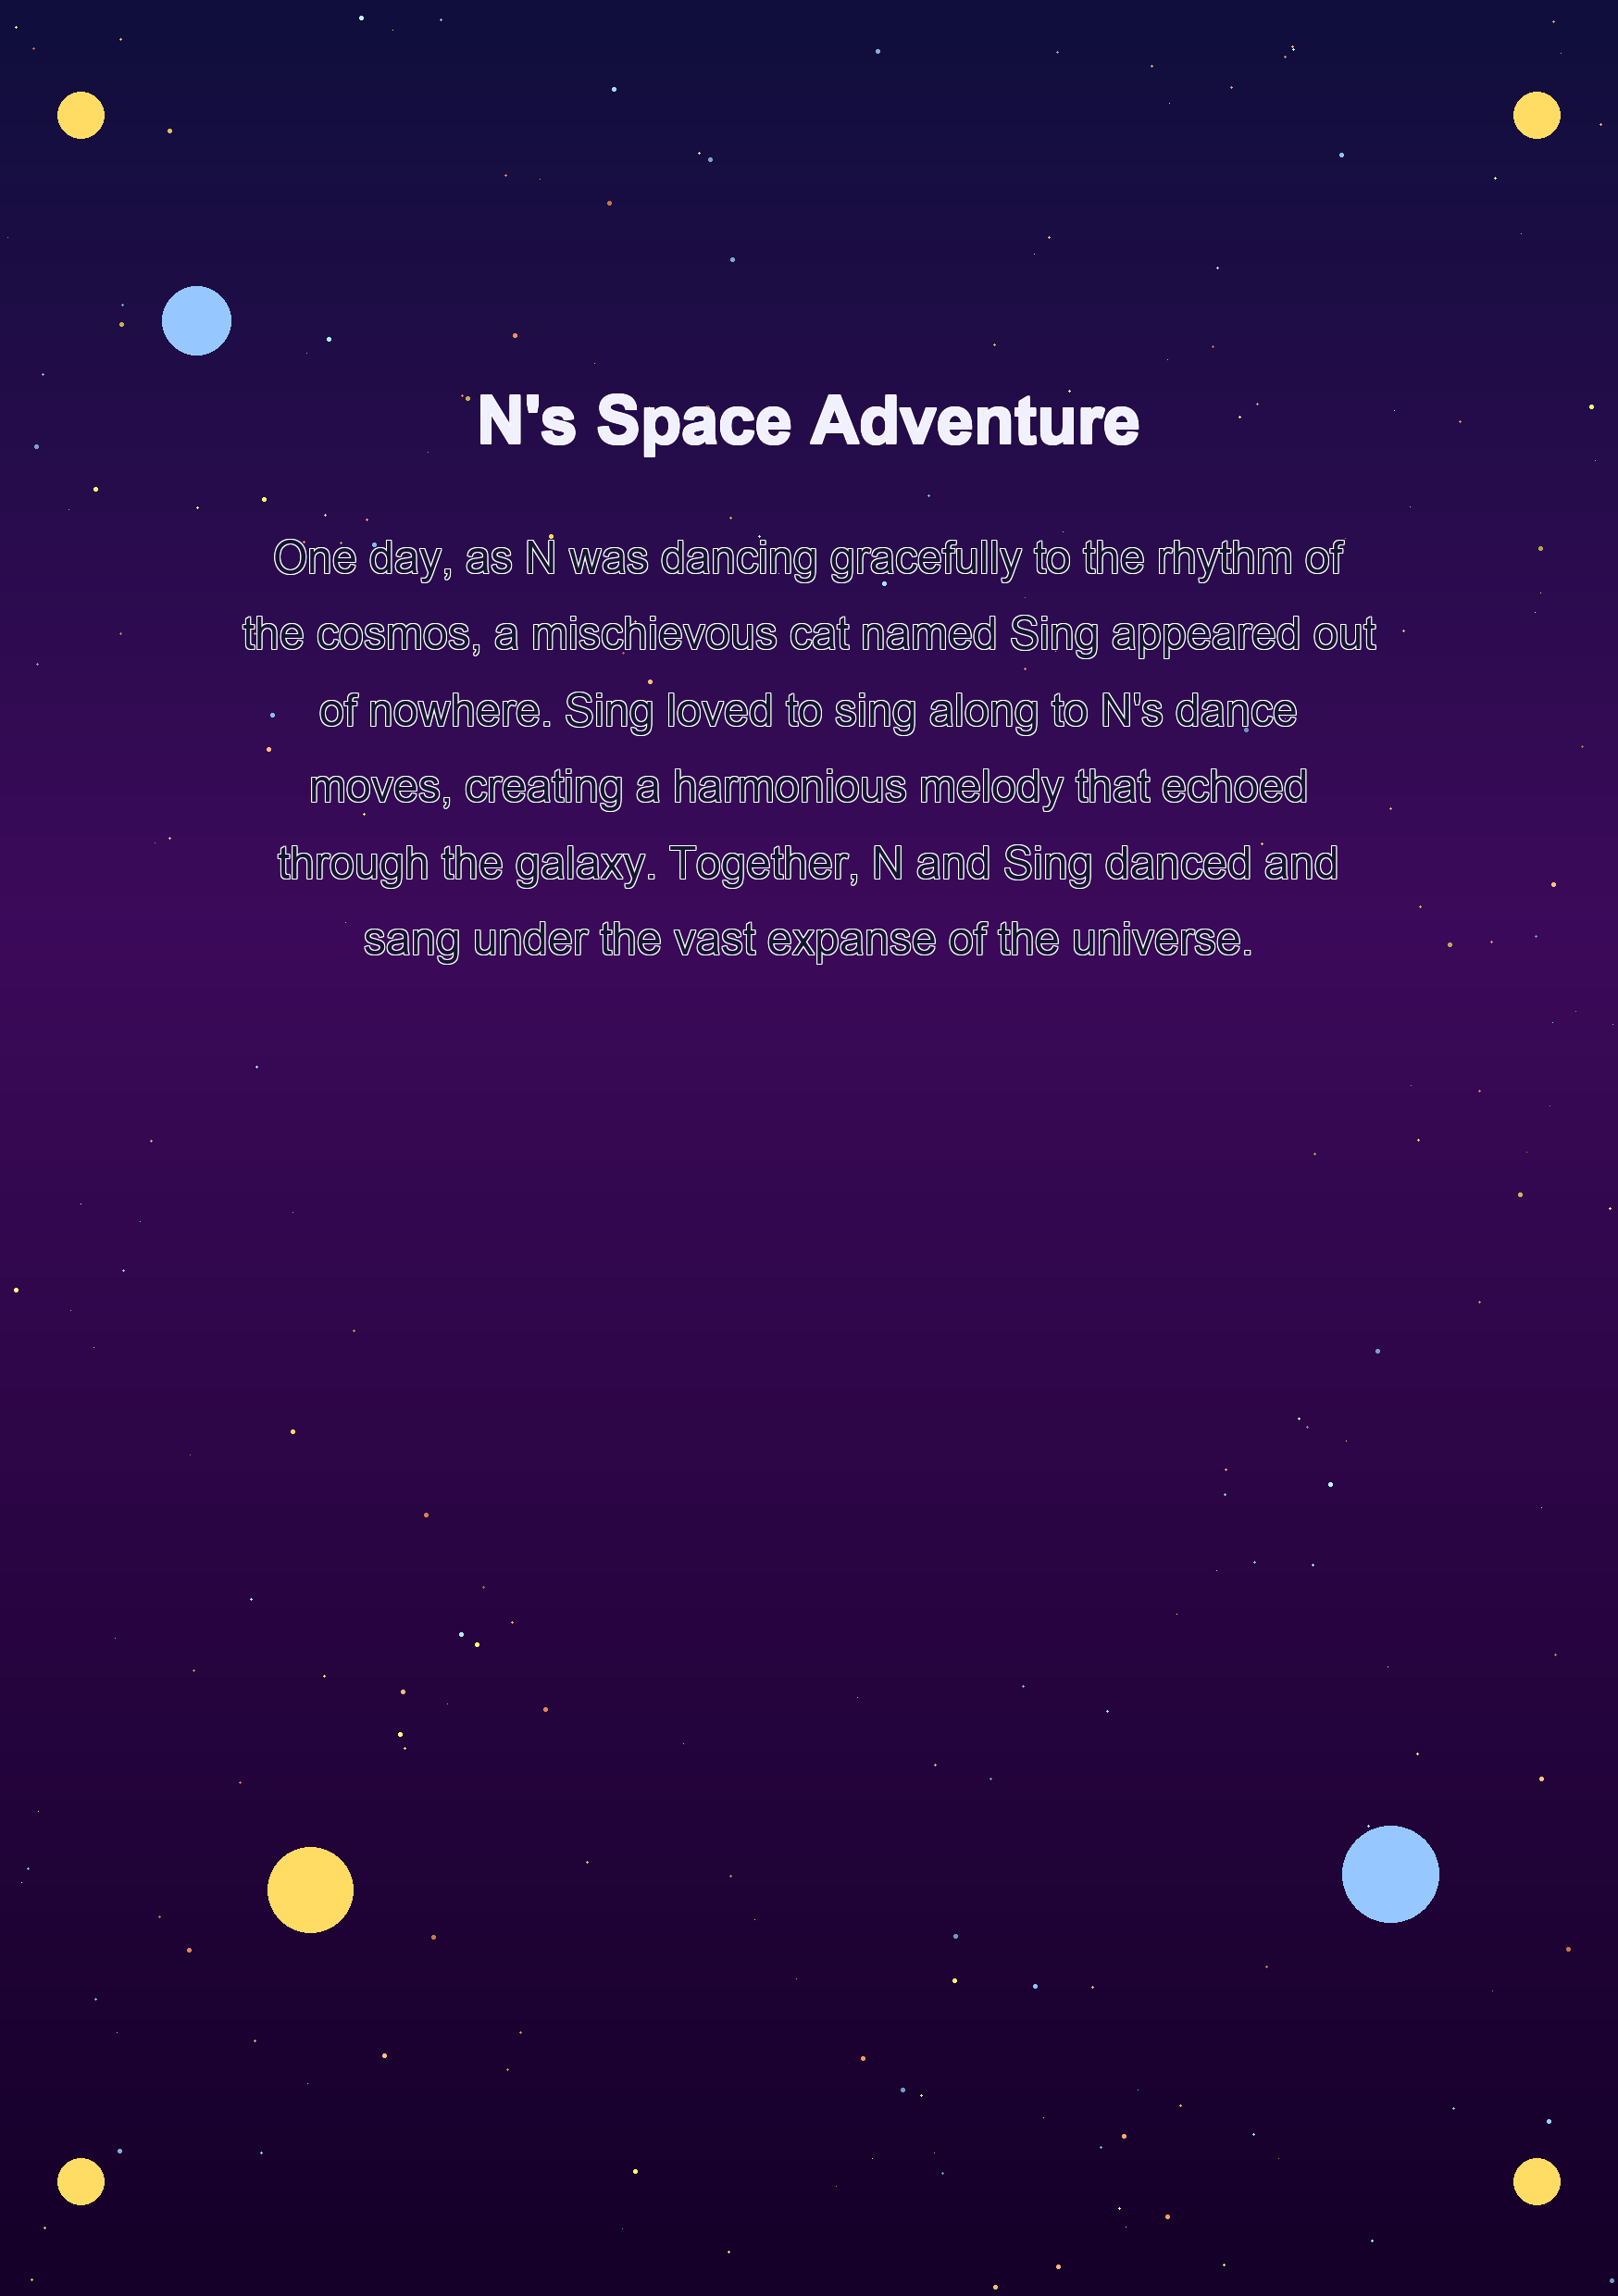 N's Space Adventure
One day, as N was dancing gracefully to the rhythm of
the cosmos, a mischievous cat named Sing appeared out
of nowhere. Sing loved to sing along to N's dance
moves, creating a harmonious melody that echoed
through the galaxy. Together, N and Sing danced and
sang under the vast expanse of the universe.